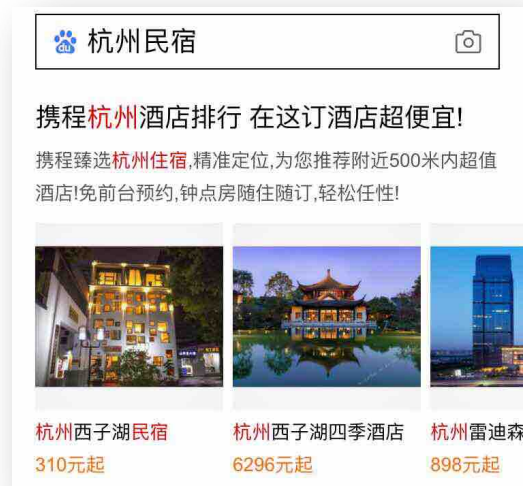 du 杭州民宿
携程杭州酒店排行 在这订酒店超便宜!
携程臻选杭州住宿,精准定位,为您推荐附近500米内超值
酒店!免前台预约,钟点房随住随订,轻松任性!
杭州西子湖民宿
杭州西子湖四季酒店
杭州雷迪森
310元起
6296元起
898元起